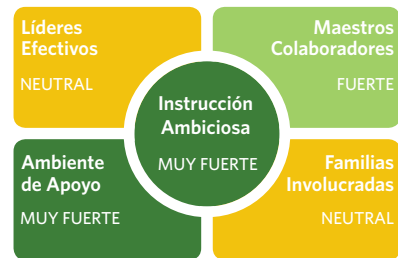 Líderes
Efectivos
NEUTRAL
Maestros
Colaboradores
FUERTE
Instrucción
Ambiciosa
MUY FUERTE
Ambiente
de Apoyo
MUY FUERTE
Familias
Involucradas
NEUTRAL